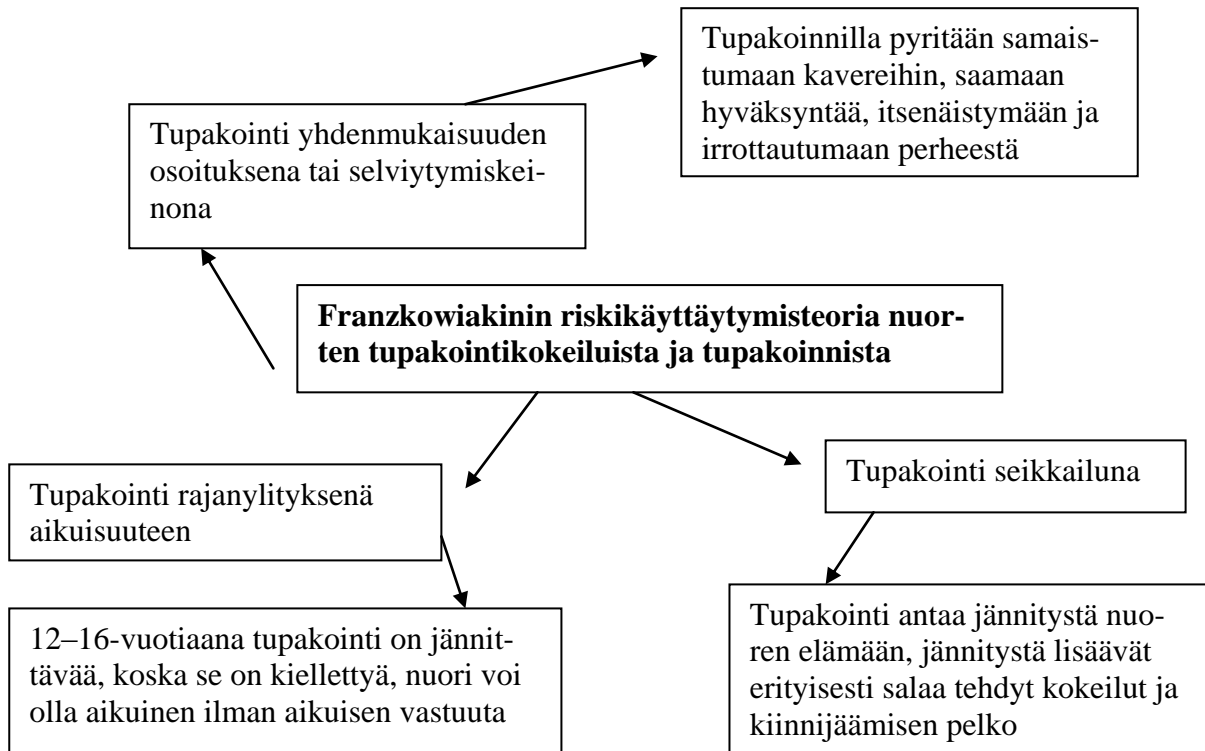 Tupakoinnilla pyritään samais-
tumaan kavereihin, saamaan
hyväksyntää, itsenäistymään ja
irrottautumaan perheestä
Tupakointi yhdenmukaisuuden
osoituksena tai selviytymiskei-
nona
Franzkowiakinin riskikäyttäytymisteoria nuor-
ten tupakointikokeiluista ja tupakoinnista
Tupakointi rajanylityksenä
aikuisuuteen
Tupakointi seikkailuna
12–16-vuotiaana tupakointi on jännit-
tävää, koska se on kiellettyä, nuori voi
olla aikuinen ilman aikuisen vastuuta
Tupakointi antaa jännitystä nuo-
ren elämään, jännitystä lisäävät
erityisesti salaa tehdyt kokeilut ja
kiinnijäämisen pelko